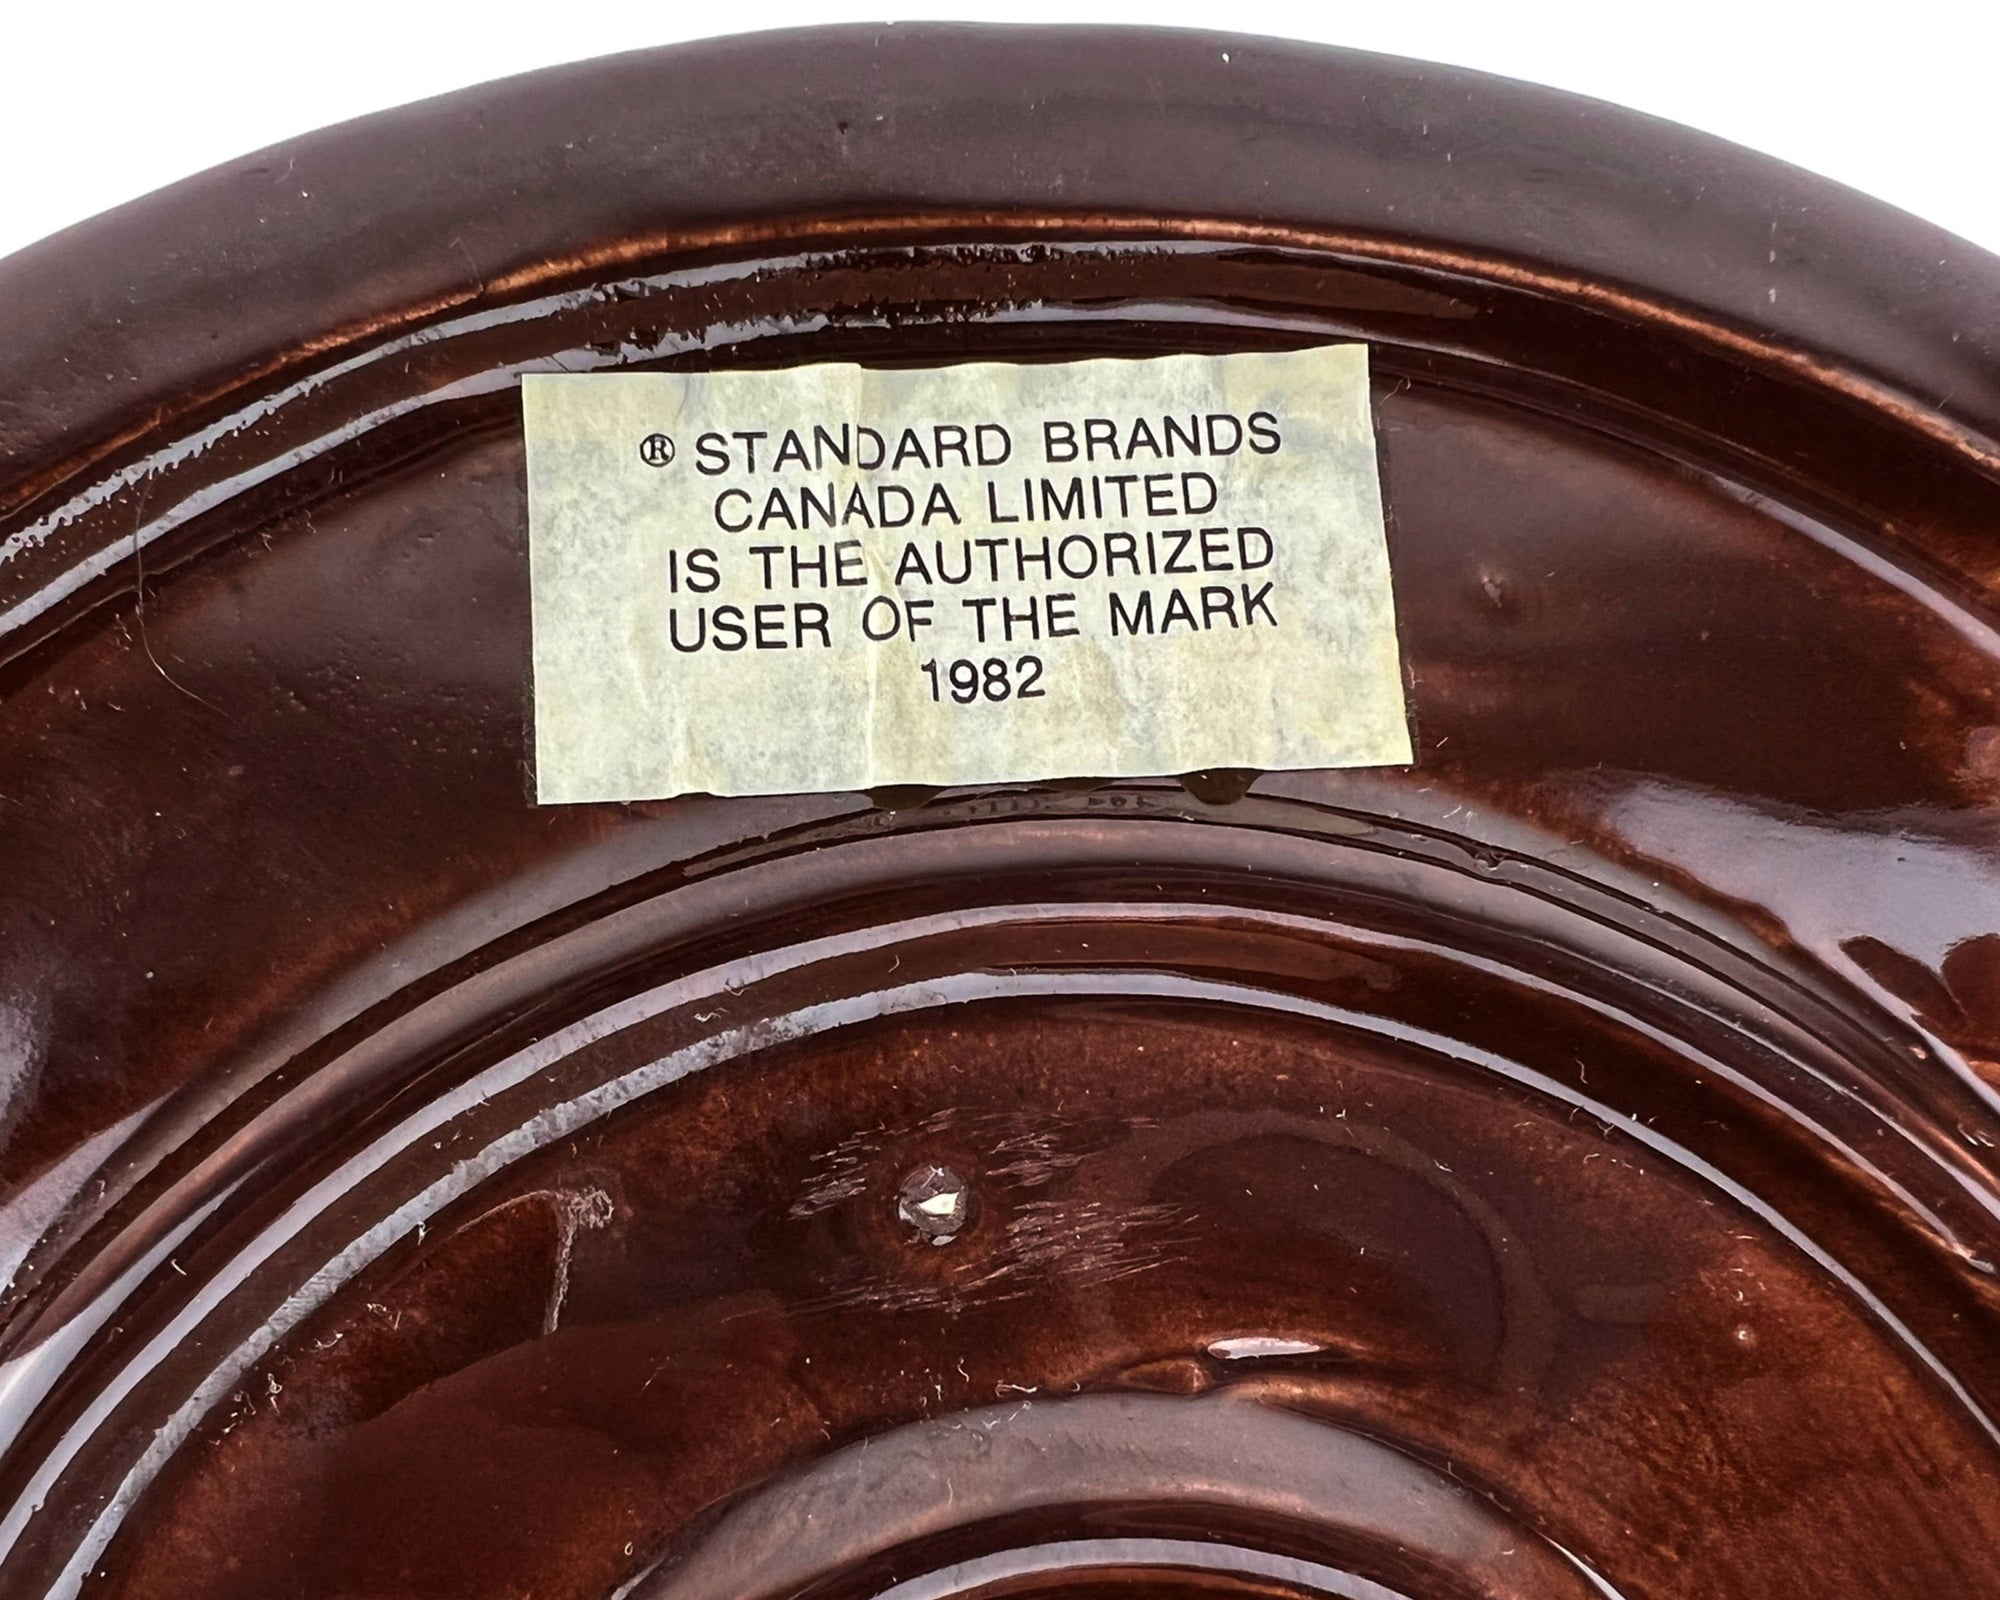 ® STANDARD BRANDS
CANADA LIMITED
IS THE AUTHORIZED
USER OF THE MARK
1982